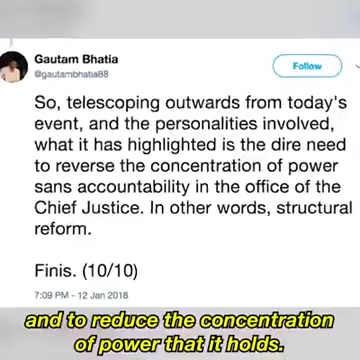 Gautam Bhatia
@gautambhatia88
Follow
So, telescoping outwards from today's
event, and the personalities involved,
what it has highlighted is the dire need
to reverse the concentration of power
sans accountability in the office of the
Chief Justice. In other words, structural
reform.
Finis. (10/10)
7:09 PM - 12 Jan 2018
and to reduce the concentration
of power that it holds.